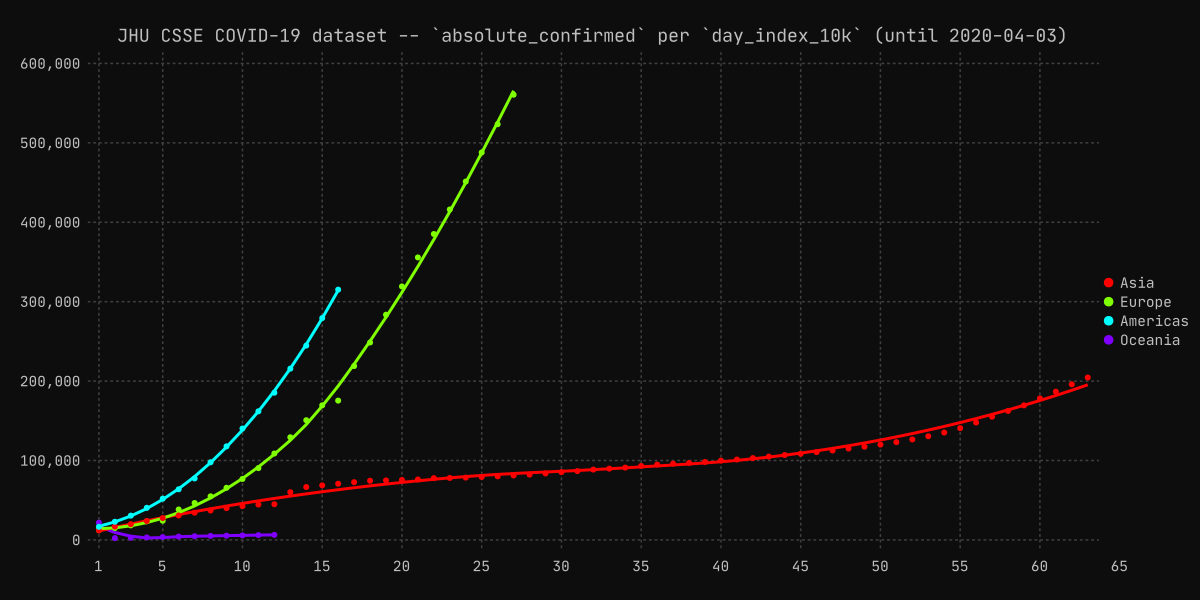 JHU CSSE COVID-19 dataset -- `absolute_confirmed` per `day_index_10k` (until 2020-04-03)
600,000
500,000
400,000
300,000
200,000
100,000
0
1 5 10 15 20 25 30 35 40 45 50 55 60 65
Asia
Europe
Americas
Oceania